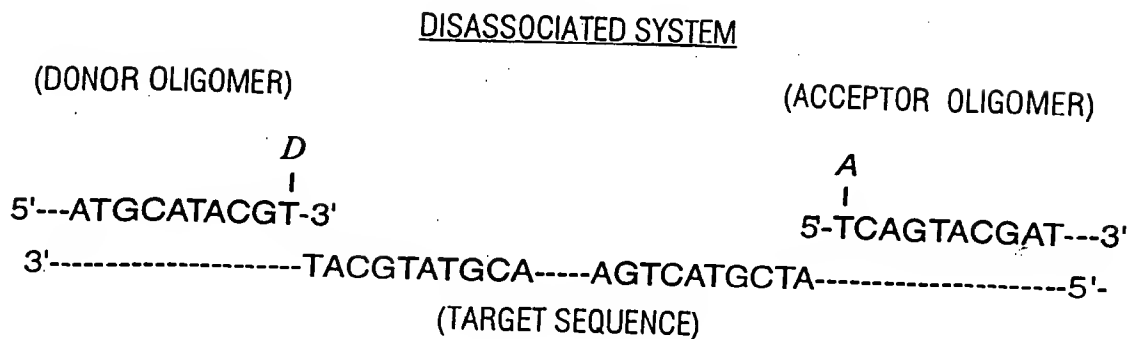 DISASSOCIATED SYSTEM
(DONOR OLIGOMER)
(ACCEPTOR OLIGOMER)
D
A
5'---ATGCATACGT-3'
5'-TCAGTACGAT---3'
3'----------------------TACGTATGCA-----AGTCATGCTA----------------------5'-
(TARGET SEQUENCE)